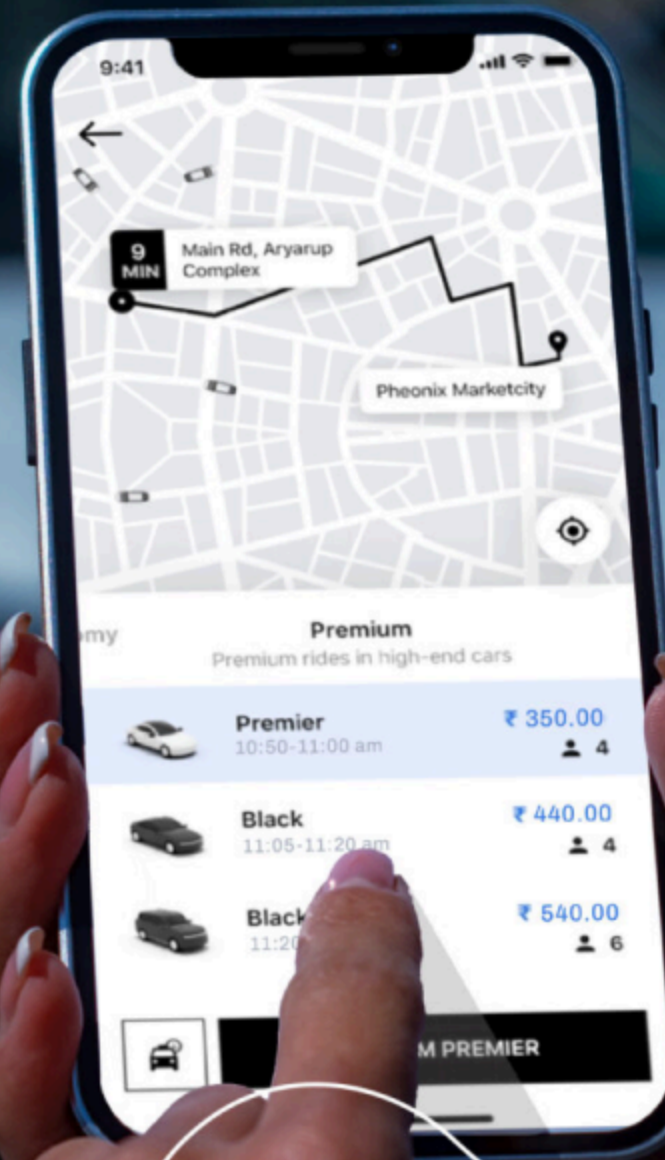 9:41
9
MIN
Main Rd, Aryarup
Complex
Pheonix Marketcity
Premium
Premium rides in high-end cars
Premier
10:50-11:00 am
₹ 350.00
4
Black
11:05-11:20 am
₹ 440.00
4
Black
₹ 540.00
6
PREMIER